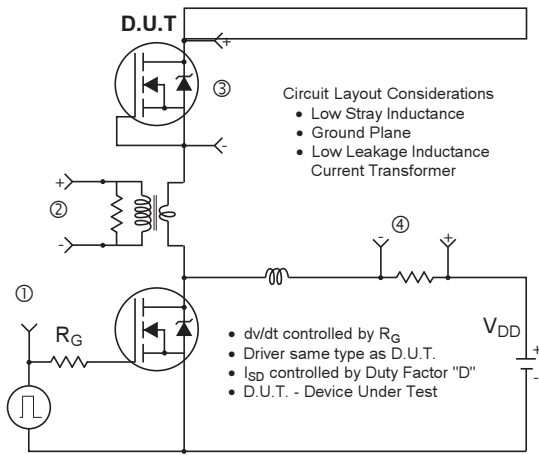 D.U.T
+
③
-
Circuit Layout Considerations
• Low Stray Inductance
• Ground Plane
• Low Leakage Inductance
Current Transformer
+
②
-
④
-
+
①
RG
VDD
+
-
• dv/dt controlled by RG
• Driver same type as D.U.T.
• ISD controlled by Duty Factor "D"
• D.U.T. - Device Under Test